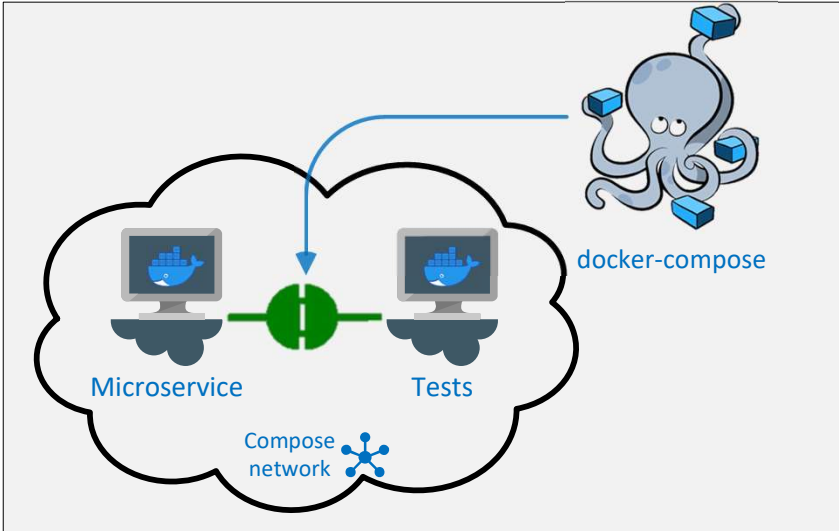 docker-compose
Microservice
Tests
Compose
network